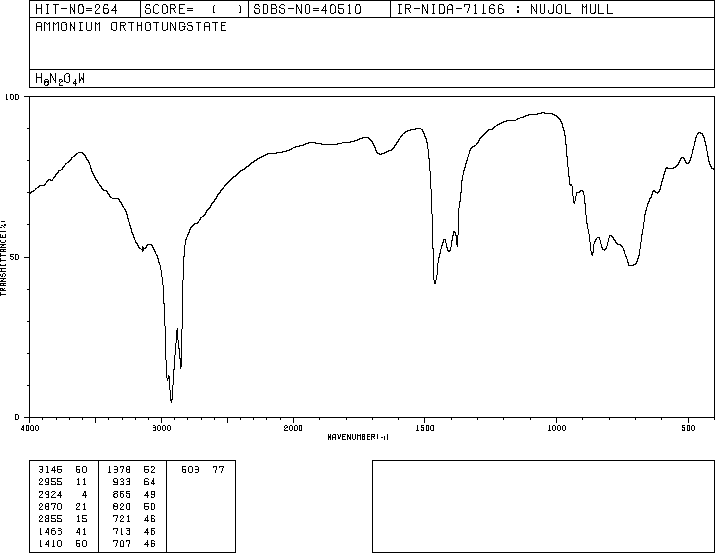 HIT-NO=264 SCORE= ( ) SDBS-NO=40510 IR-NIDA-71166 : NUJOL MULL
AMMONIUM ORTHOTUNGSTATE
H8N2O4W
100
50
0
TRANSMITTANCE(%)
4000 3000 2000 1500 1000 500
WAVENUMBER(-1)
3146 50 1378 52 503 77
2955 11 933 64
2924 4 865 49
2870 21 820 50
2855 15 721 46
1463 41 713 46
1410 50 707 46